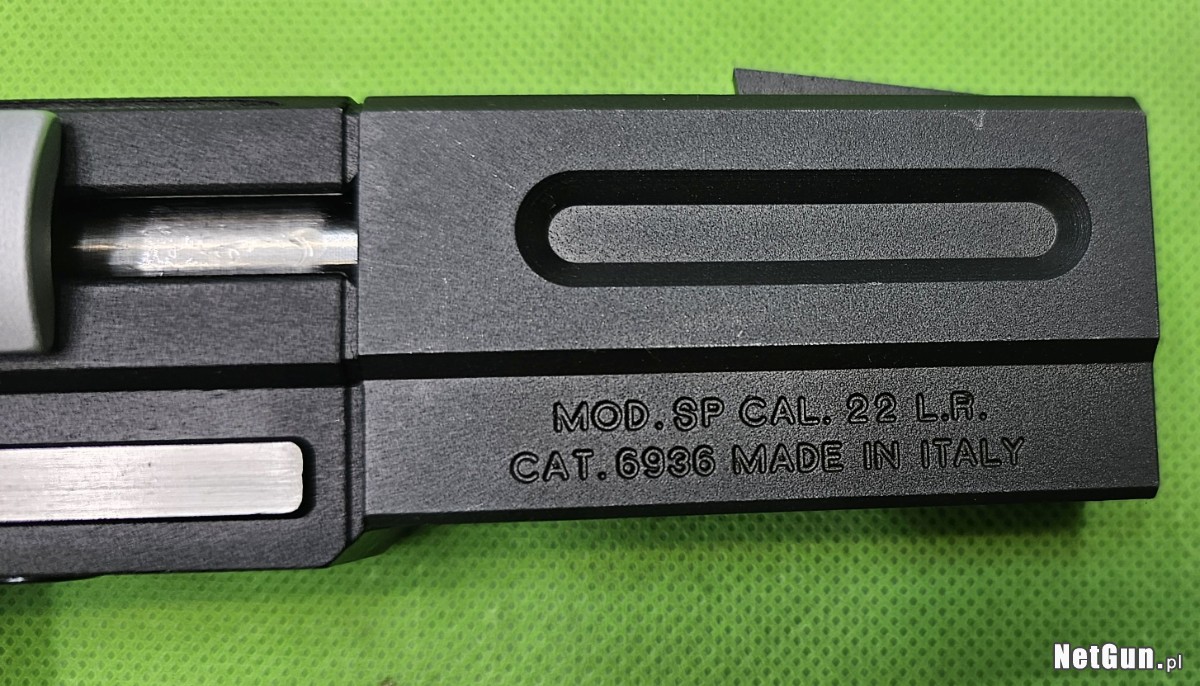 MOD. SP CAL. 22 L.R.
CAT. 6936 MADE IN ITALY
NetGun.pl